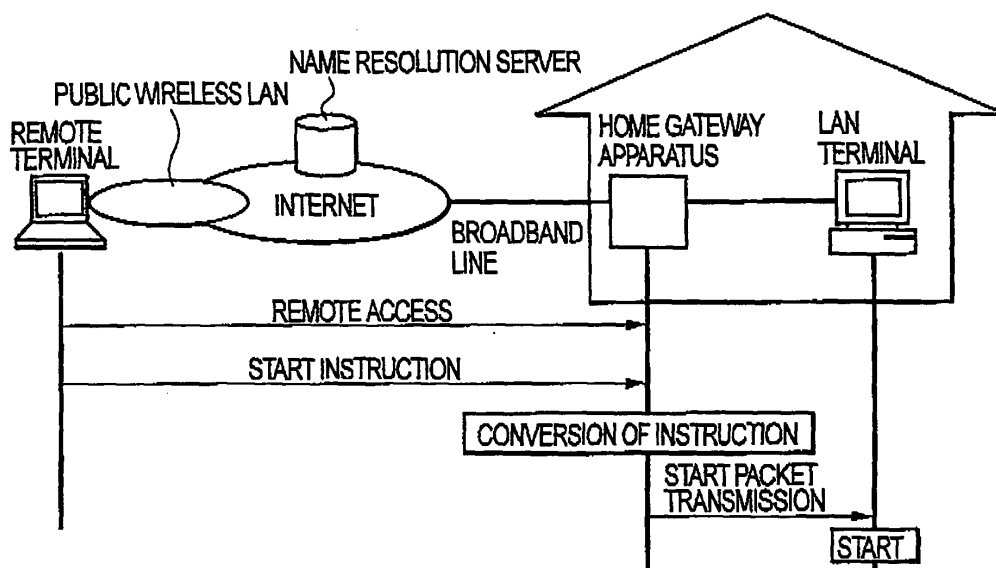 NAME RESOLUTION SERVER
PUBLIC WIRELESS LAN
REMOTE
TERMINAL
HOME GATEWAY
APPARATUS
LAN
TERMINAL
INTERNET
BROADBAND
LINE
REMOTE ACCESS
START INSTRUCTION
CONVERSION OF INSTRUCTION
START PACKET
TRANSMISSION
START